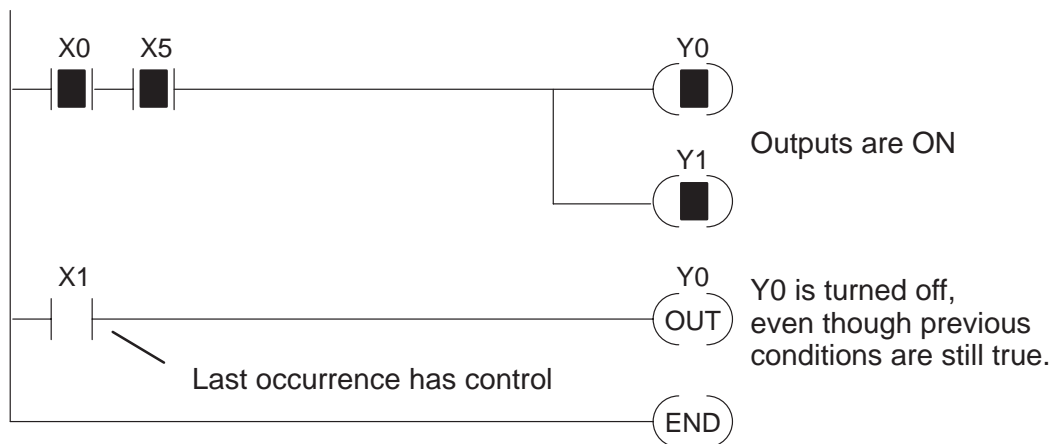 X0 X5 Y0
Outputs are ON
Y1
X1 Y0
OUT
Y0 is turned off,
even though previous
conditions are still true.
Last occurrence has control
END